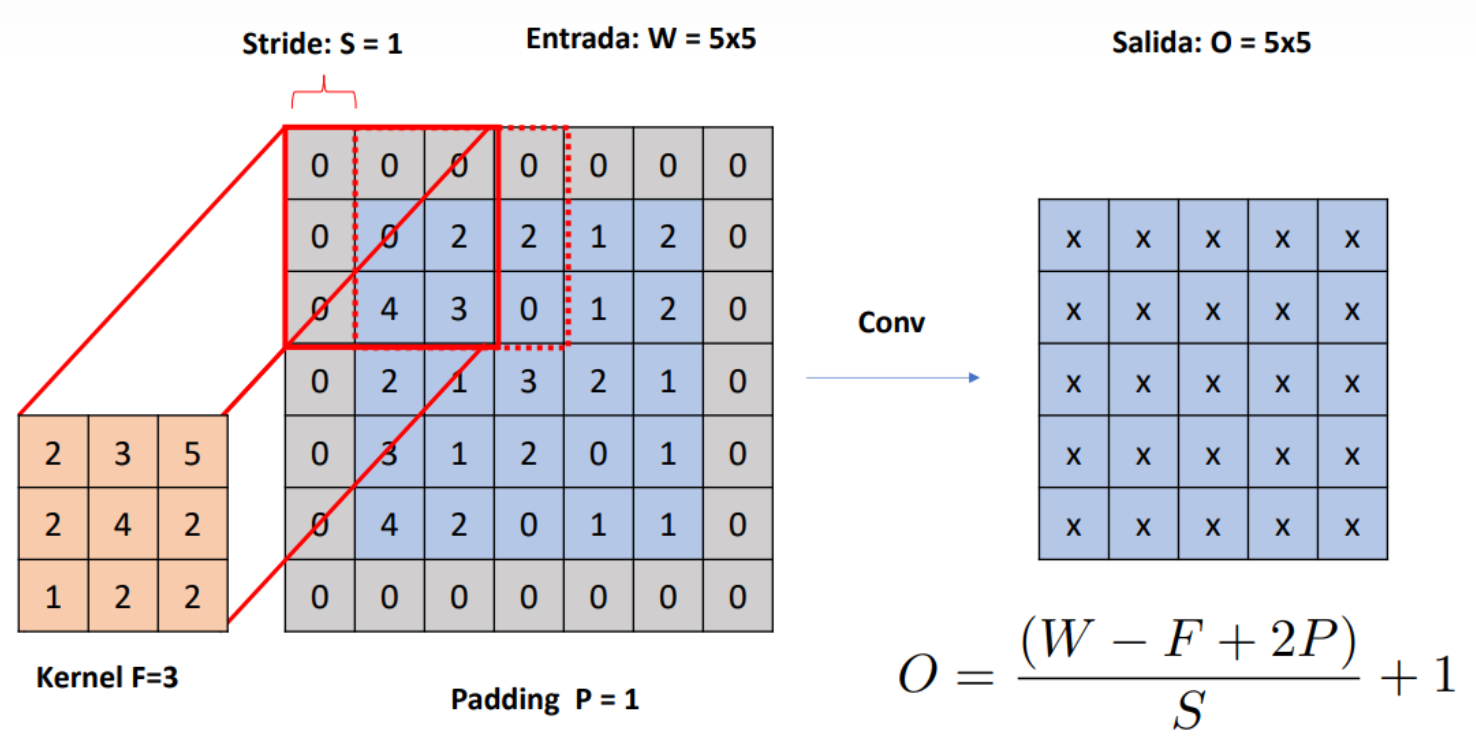 Stride: S = 1
Entrada: W = 5x5
Salida: O = 5x5
0 0 0 0 0 0 0
0 0 2 2 1 2 0
0 4 3 0 1 2 0
0 2 1 3 2 1 0
0 3 1 2 0 1 0
0 4 2 0 1 1 0
0 0 0 0 0 0 0
2 3 5
2 4 2
1 2 2
Kernel F=3
Padding P = 1
Conv
x x x x x
x x x x x
x x x x x
x x x x x
x x x x x
O = (W − F + 2P) / S + 1